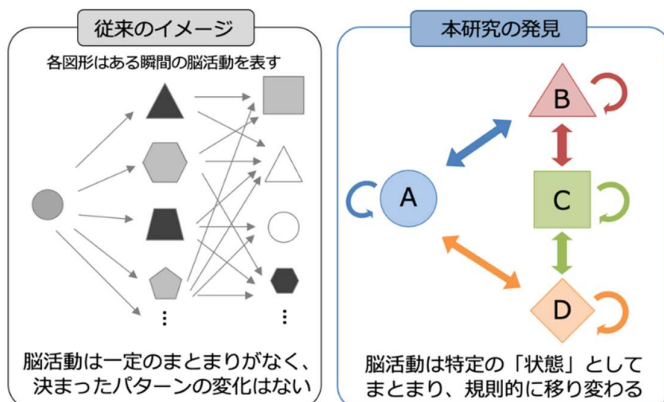 従来のイメージ
各図形はある瞬間の脳活動を表す
⋮
⋮
脳活動は一定のまとまりがなく、
決まったパターンの変化はない
本研究の発見
B
A
C
D
脳活動は特定の「状態」として
まとまり、規則的に移り変わる